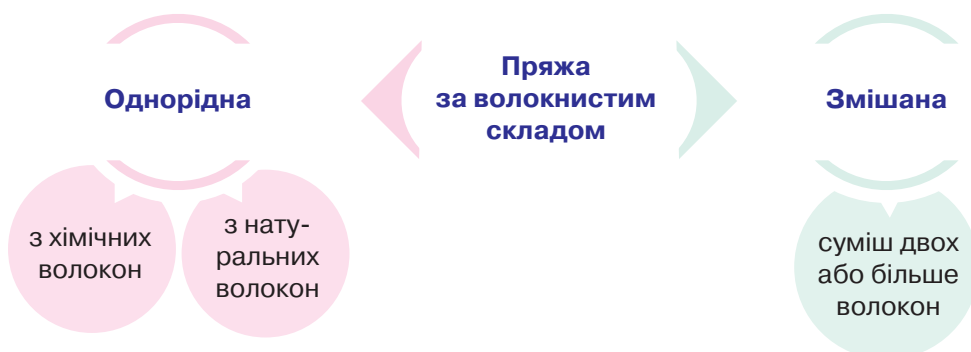 Пряжа
за волокнистим
складом
Однорідна
Змішана
з хімічних
волокон
з нату-
ральних
волокон
суміш двох
або більше
волокон